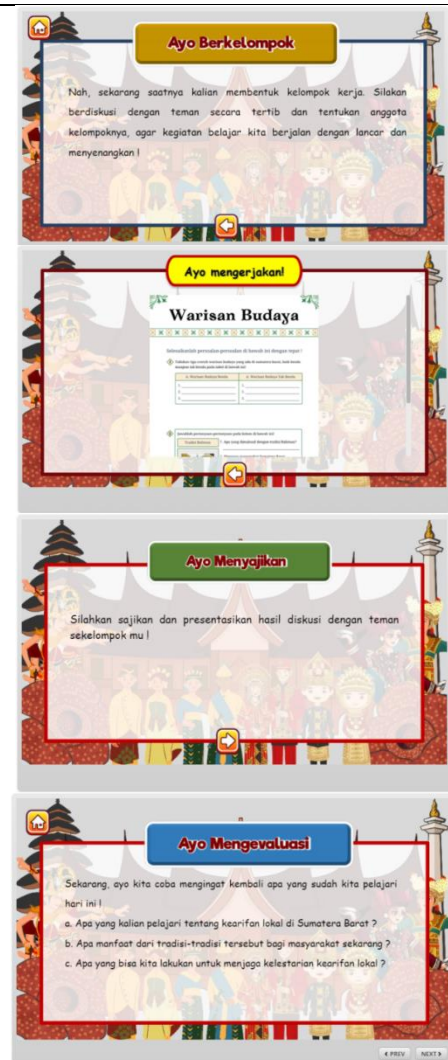 Ayo Berkelompok
Nah, sekarang saatnya kalian membentuk kelompok kerja. Silakan
berdiskusi dengan teman secara tertib dan tentukan anggota
kelompoknya, agar kegiatan belajar kita berjalan dengan lancar dan
menyenangkan !
Ayo mengerjakan!
Warisan Budaya
Ayo Menyajikan
Silahkan sajikan dan presentasikan hasil diskusi dengan teman
sekelompok mu !
Ayo Mengevaluasi
Sekarang, ayo kita coba mengingat kembali apa yang sudah kita pelajari
hari ini !
a. Apa yang kalian pelajari tentang kearifan lokal di Sumatera Barat ?
b. Apa manfaat dari tradisi-tradisi tersebut bagi masyarakat sekarang ?
c. Apa yang bisa kita lakukan untuk menjaga kelestarian kearifan lokal ?
PREV NEXT